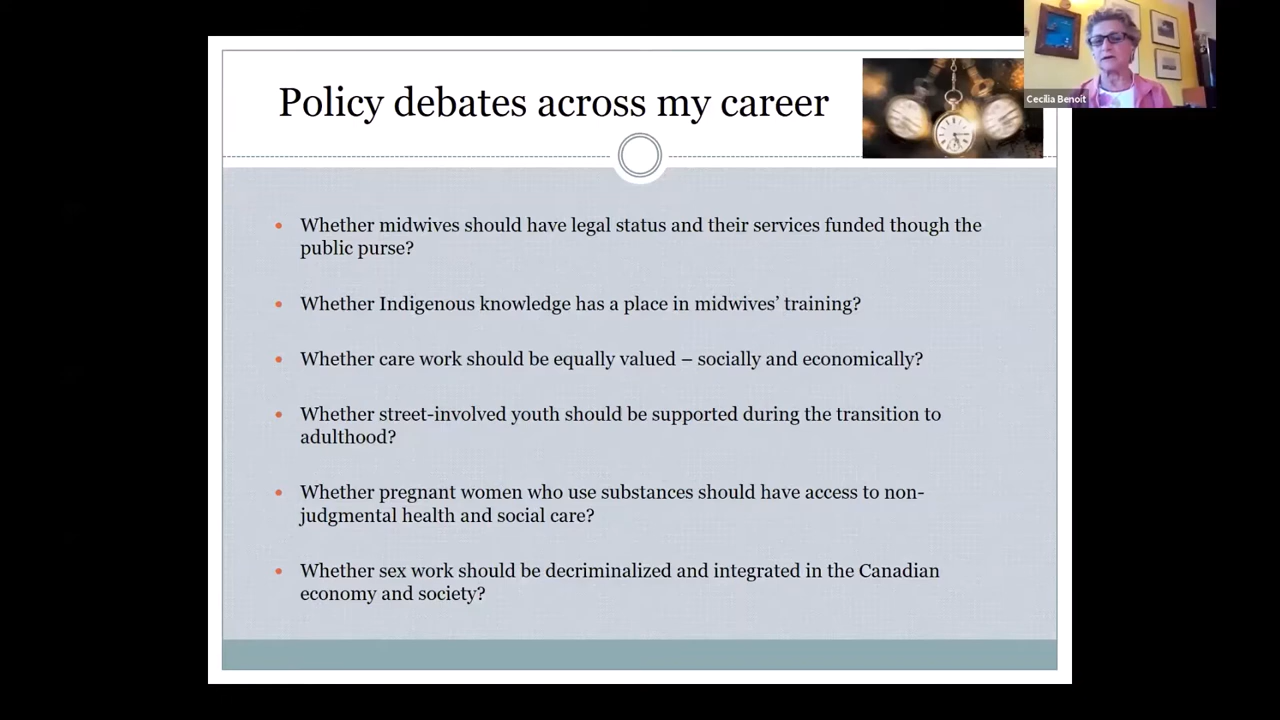 Policy debates across my career
Cecilia Benoit
• Whether midwives should have legal status and their services funded though the
public purse?
• Whether Indigenous knowledge has a place in midwives’ training?
• Whether care work should be equally valued – socially and economically?
• Whether street-involved youth should be supported during the transition to
adulthood?
• Whether pregnant women who use substances should have access to non-
judgmental health and social care?
• Whether sex work should be decriminalized and integrated in the Canadian
economy and society?